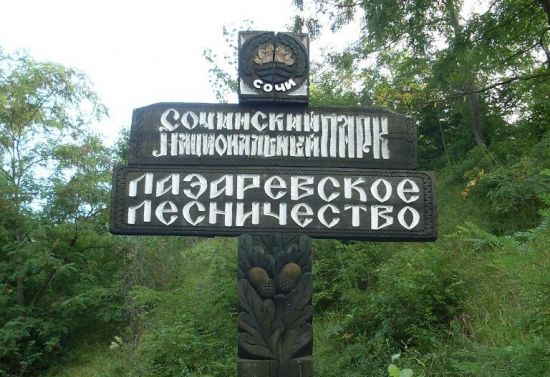 СОЧИ
СОЧИНСКИЙ ПАРК
НАЦИОНАЛЬНЫЙ
ЛАЗАРЕВСКОЕ
ЛЕСНИЧЕСТВО